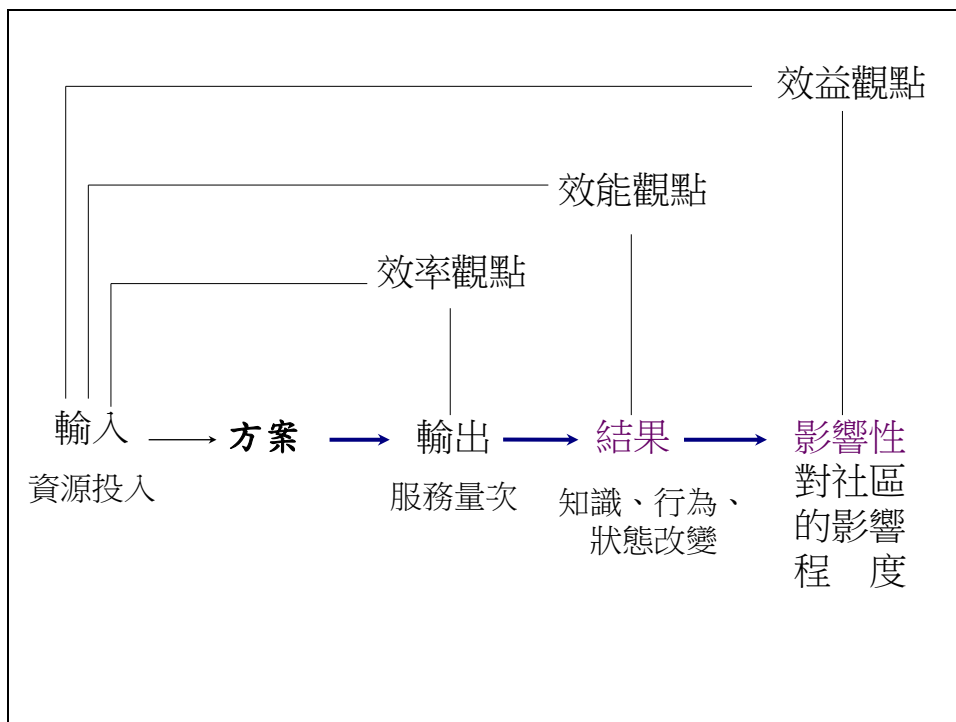 效益觀點
效能觀點
效率觀點
輸入
方案
輸出
結果
影響性
資源投入
服務量次
知識、行為、
狀態改變
對社區
的影響
程 度